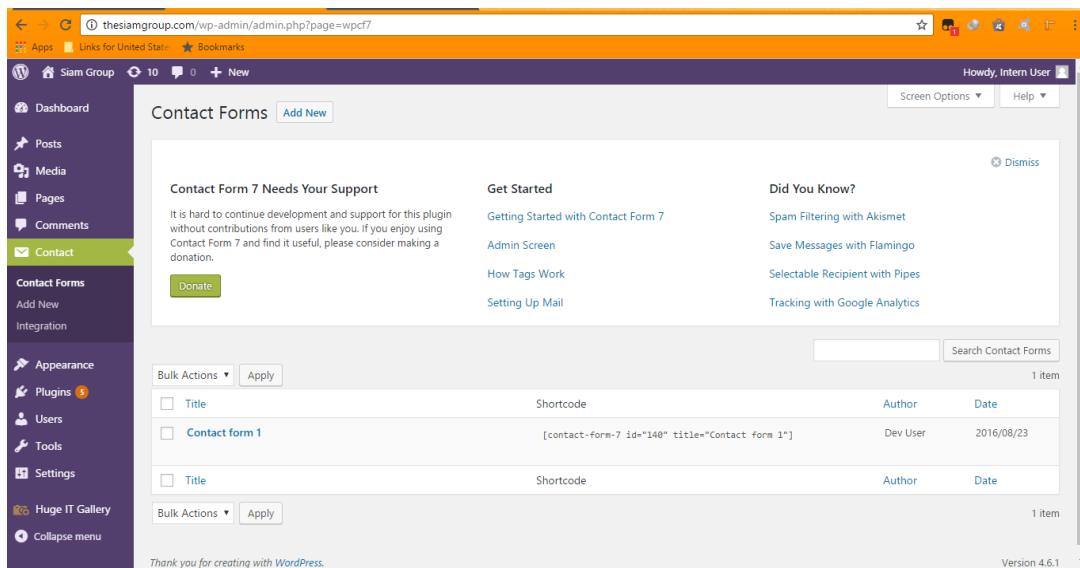 thesiamgroup.com/wp-admin/admin.php?page=wpcf7
1
Apps Links for United State Bookmarks
Siam Group 10 0 + New Howdy, Intern User
Dashboard
Posts
Media
Pages
Comments
Contact
Contact Forms
Add New
Integration
Appearance
Plugins 5
Users
Tools
Settings
Huge IT Gallery
Collapse menu
Screen Options ▼ Help ▼
Contact Forms Add New
Dismiss
Contact Form 7 Needs Your Support
It is hard to continue development and support for this plugin
without contributions from users like you. If you enjoy using
Contact Form 7 and find it useful, please consider making a
donation.
Donate
Get Started
Getting Started with Contact Form 7
Admin Screen
How Tags Work
Setting Up Mail
Did You Know?
Spam Filtering with Akismet
Save Messages with Flamingo
Selectable Recipient with Pipes
Tracking with Google Analytics
Search Contact Forms
Bulk Actions ▼ Apply 1 item
Title Shortcode Author Date
Contact form 1 [contact-form-7 id="140" title="Contact form 1"] Dev User 2016/08/23
Title Shortcode Author Date
Bulk Actions ▼ Apply 1 item
Thank you for creating with WordPress. Version 4.6.1